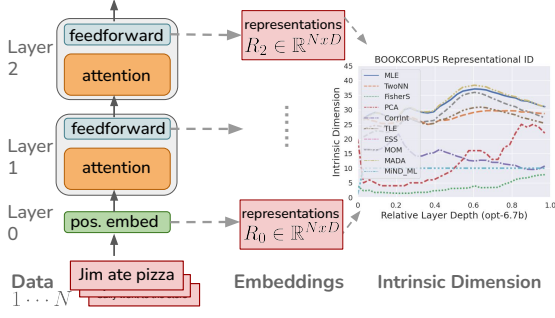 Layer
2
feedforward
attention
representations
R_2 ∈ ℝ^{NxD}
Layer
1
feedforward
attention
Layer
0
pos. embed
representations
R_0 ∈ ℝ^{NxD}
Data
1 ··· N
Jim ate pizza
Embeddings
Intrinsic Dimension
BOOKCORPUS Representational ID
Intrinsic Dimension
45
40
35
30
25
20
15
10
5
0
MLE
TwoNN
FisherS
PCA
CorrInt
TLE
ESS
MOM
MADA
MiND_ML
0 0.2 0.4 0.6 0.8 1.0
Relative Layer Depth (opt-6.7b)